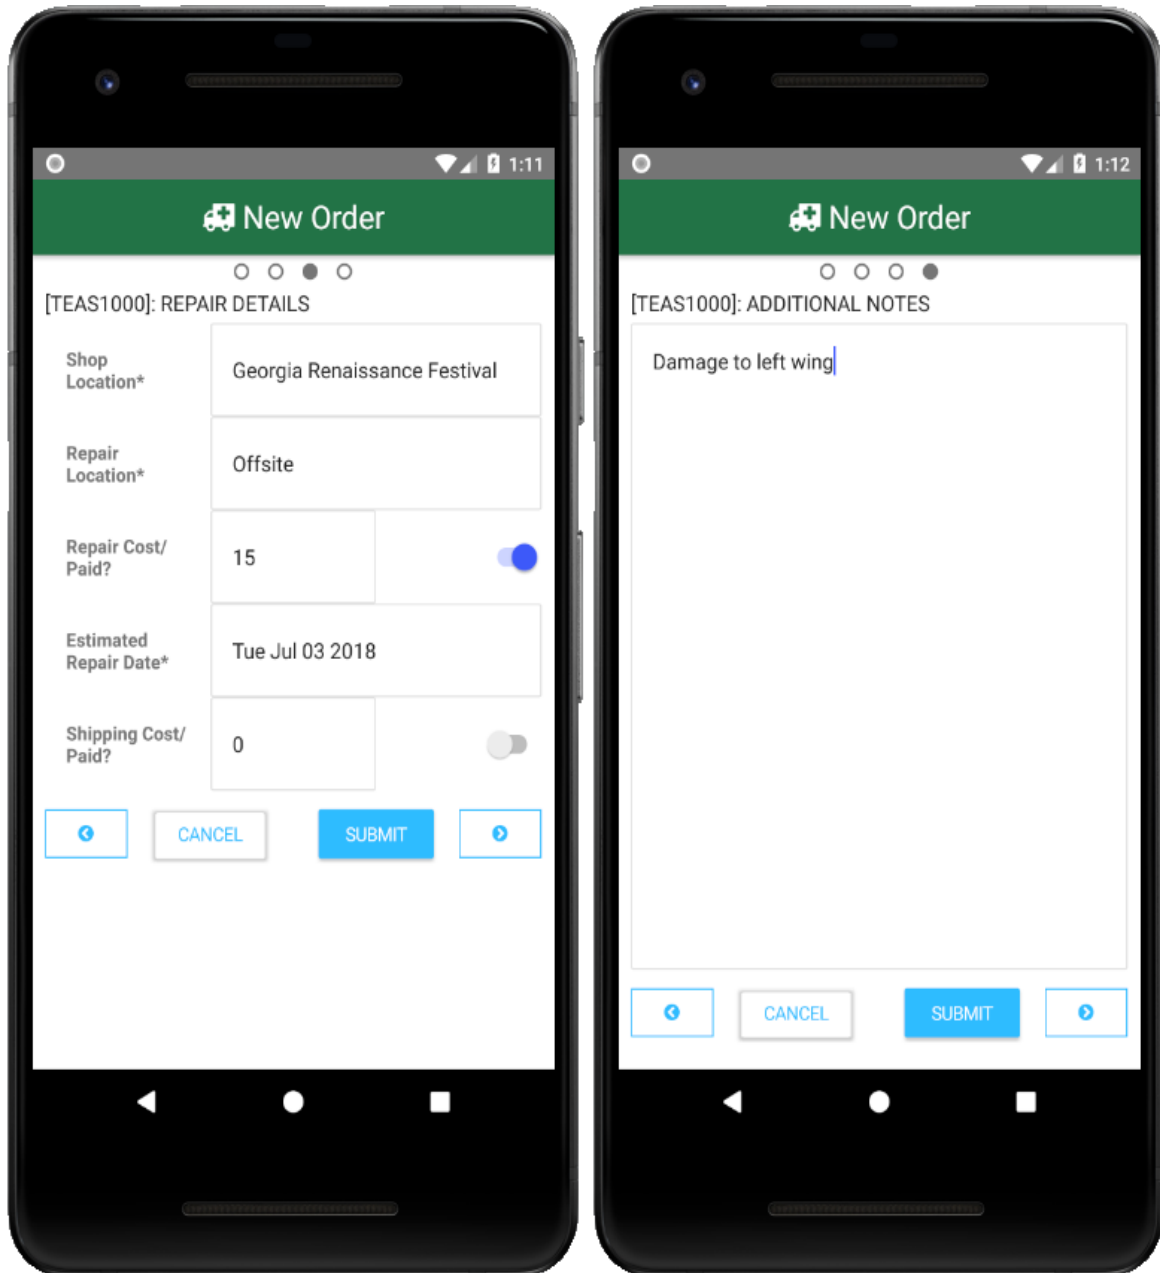 1:11
New Order
[TEAS1000]: REPAIR DETAILS
Shop
Location*
Georgia Renaissance Festival
Repair
Location*
Offsite
Repair Cost/
Paid?
15
Estimated
Repair Date*
Tue Jul 03 2018
Shipping Cost/
Paid?
0
CANCEL
SUBMIT
1:12
New Order
[TEAS1000]: ADDITIONAL NOTES
Damage to left wing
CANCEL
SUBMIT